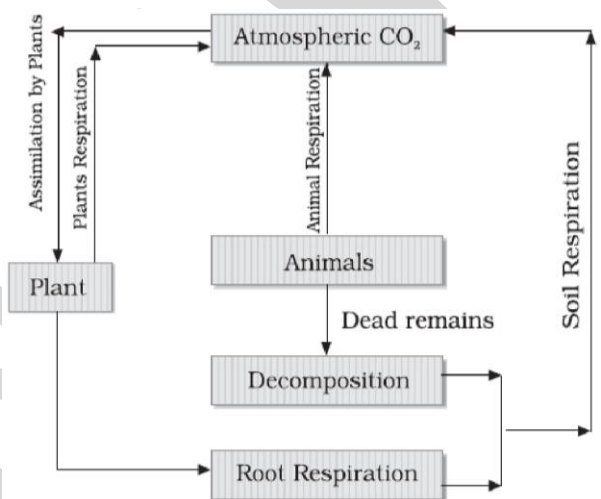 Atmospheric CO₂
Assimilation by Plants
Plants Respiration
Animal Respiration
Soil Respiration
Animals
Plant
Dead remains
Decomposition
Root Respiration